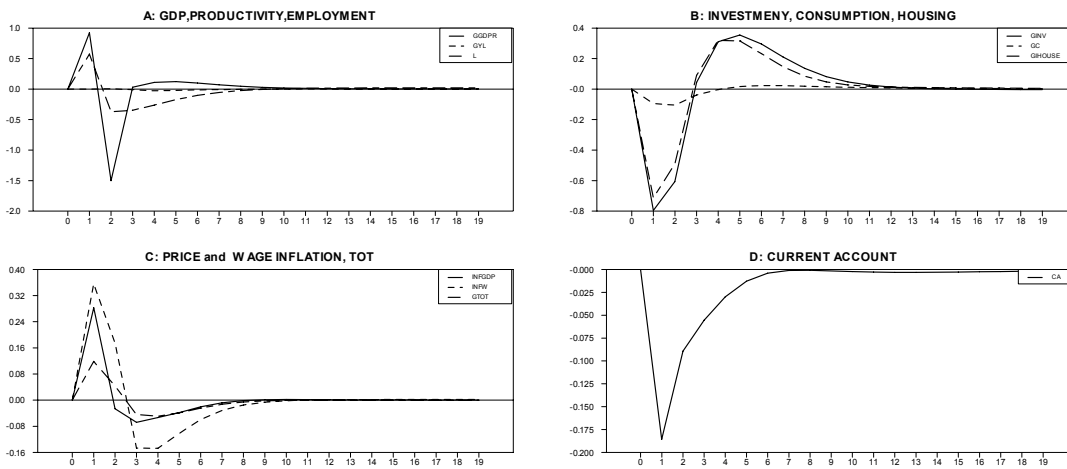 A: GDP,PRODUCTIVITY,EMPLOYMENT
GGDPR
GYL
L
1.0
0.5
0.0
-0.5
-1.0
-1.5
-2.0
0 1 2 3 4 5 6 7 8 9 10 11 12 13 14 15 16 17 18 19
B: INVESTMENY, CONSUMPTION, HOUSING
GINV
GC
GIHOUSE
0.4
0.2
0.0
0.2
0.4
0.6
0.8
0 1 2 3 4 5 6 7 8 9 10 11 12 13 14 15 16 17 18 19
C: PRICE and WAGE INFLATION, TOT
INFGDP
INFW
GTOT
0.40
0.32
0.24
0.16
0.08
0.00
-0.08
-0.16
0 1 2 3 4 5 6 7 8 9 10 11 12 13 14 15 16 17 18 19
D: CURRENT ACCOUNT
CA
-0.000
-0.025
-0.050
-0.075
-0.100
-0.125
-0.150
-0.175
-0.200
0 1 2 3 4 5 6 7 8 9 10 11 12 13 14 15 16 17 18 19